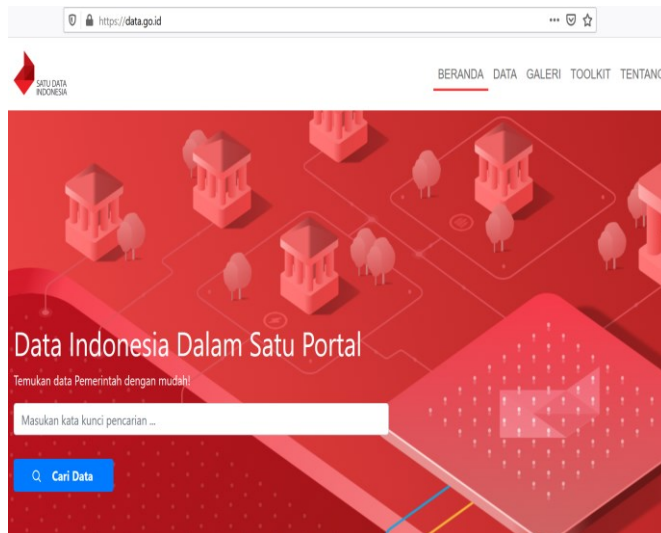 https://data.go.id
SATU DATA
INDONESIA
BERANDA DATA GALERI TOOLKIT TENTANG
Data Indonesia Dalam Satu Portal
Temukan data Pemerintah dengan mudah!
Masukan kata kunci pencarian ...
Cari Data